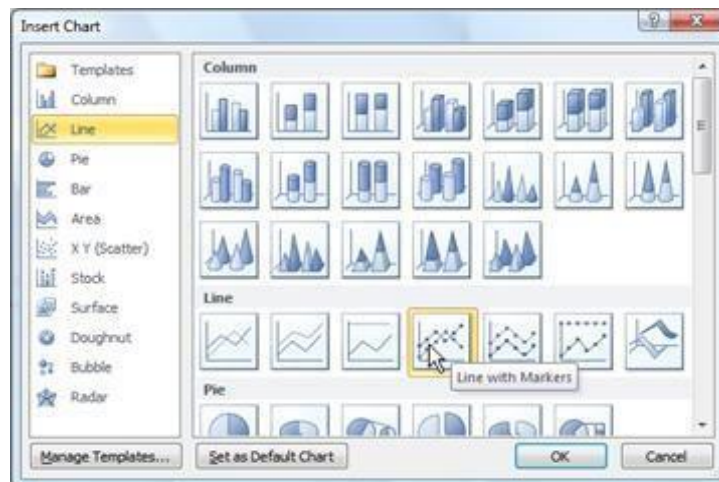 Insert Chart
Templates
Column
Line
Pie
Bar
Area
X Y (Scatter)
Stock
Surface
Doughnut
Bubble
Radar
Column
Line
Line with Markers
Pie
Manage Templates...
Set as Default Chart
OK
Cancel